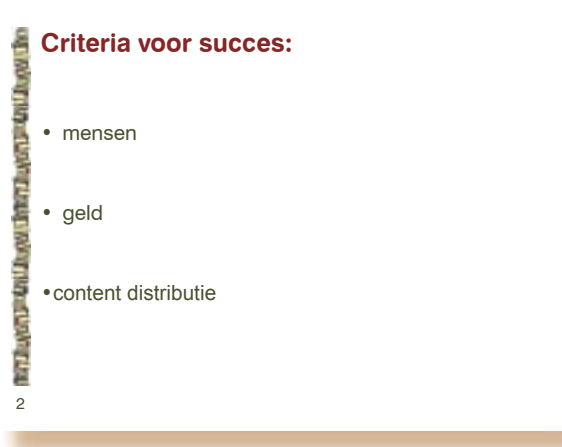 Criteria voor succes:
• mensen
• geld
•content distributie
2